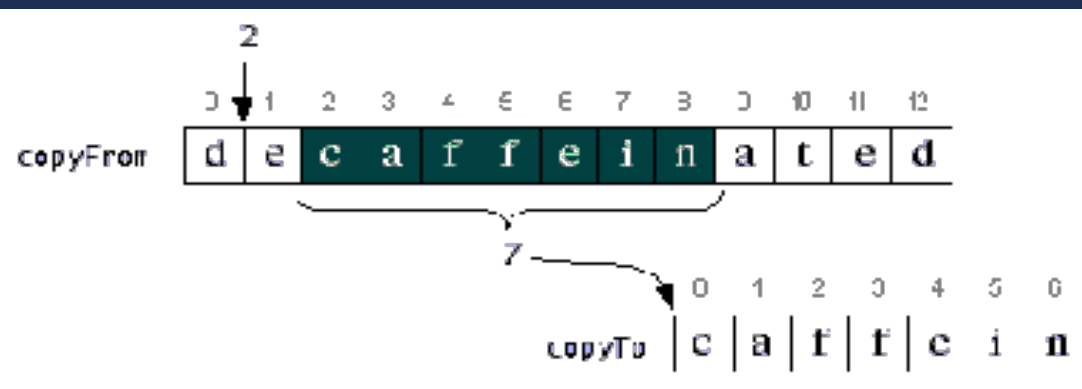 2
0 1 2 3 4 5 6 7 8 9 10 11 12
copyFrom d e c a f f e i n a t e d
7
0 1 2 3 4 5 6
copyTo c a f f e i n